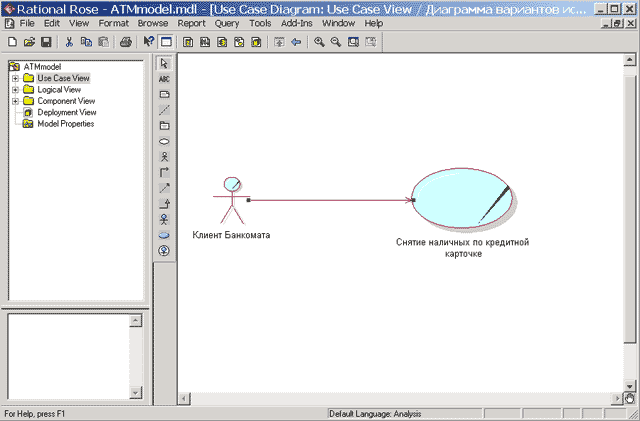 Rational Rose - ATMmodel.mdl - [Use Case Diagram: Use Case View / Диаграмма вариантов ис...
File Edit View Format Browse Report Query Tools Add-Ins Window Help
ATMmodel
Use Case View
Logical View
Component View
Deployment View
Model Properties
ABC
Клиент Банкомата
Снятие наличных по кредитной
карточке
For Help, press F1
Default Language: Analysis